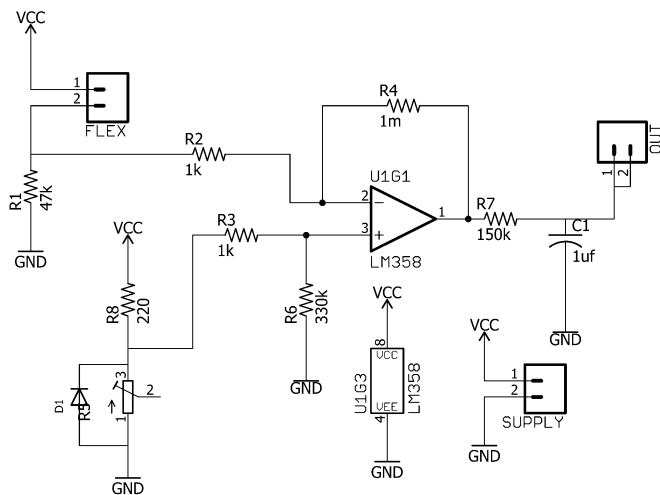 VCC
1
2
FLEX
R1
47k
GND
R2
1k
R4
1m
U1G1
2
3
1
LM358
R7
150k
OUT
1
2
C1
1uf
GND
VCC
R8
220
R3
1k
R6
330k
GND
D1
R5
3
2
1
GND
VCC
8
VCC
U1G3
LM358
VEE
4
GND
VCC
1
2
SUPPLY
GND